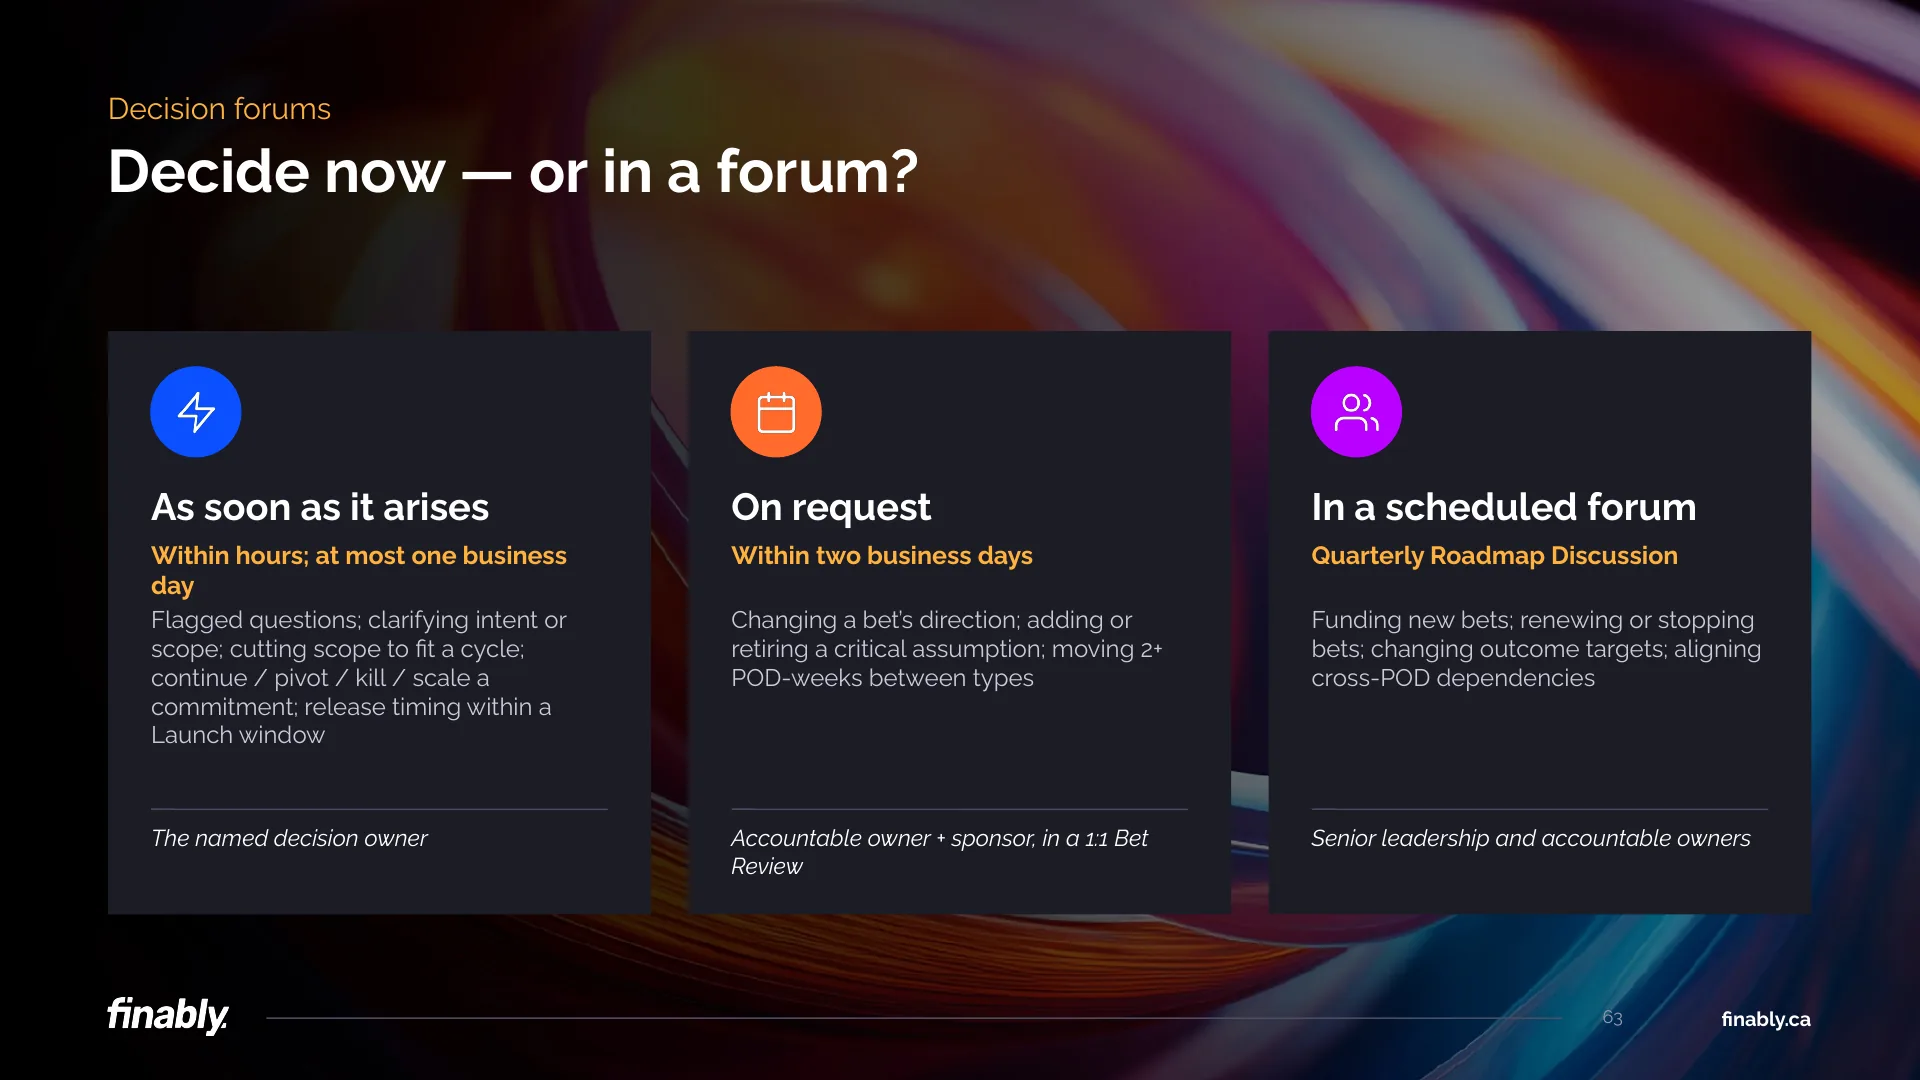 Decision forums
Decide now — or in a forum?
As soon as it arises
Within hours; at most one business
day
Flagged questions; clarifying intent or
scope; cutting scope to fit a cycle;
continue / pivot / kill / scale a
commitment; release timing within a
Launch window
The named decision owner
On request
Within two business days
Changing a bet’s direction; adding or
retiring a critical assumption; moving 2+
POD-weeks between types
Accountable owner + sponsor, in a 1:1 Bet
Review
In a scheduled forum
Quarterly Roadmap Discussion
Funding new bets; renewing or stopping
bets; changing outcome targets; aligning
cross-POD dependencies
Senior leadership and accountable owners
finably.
63
finably.ca